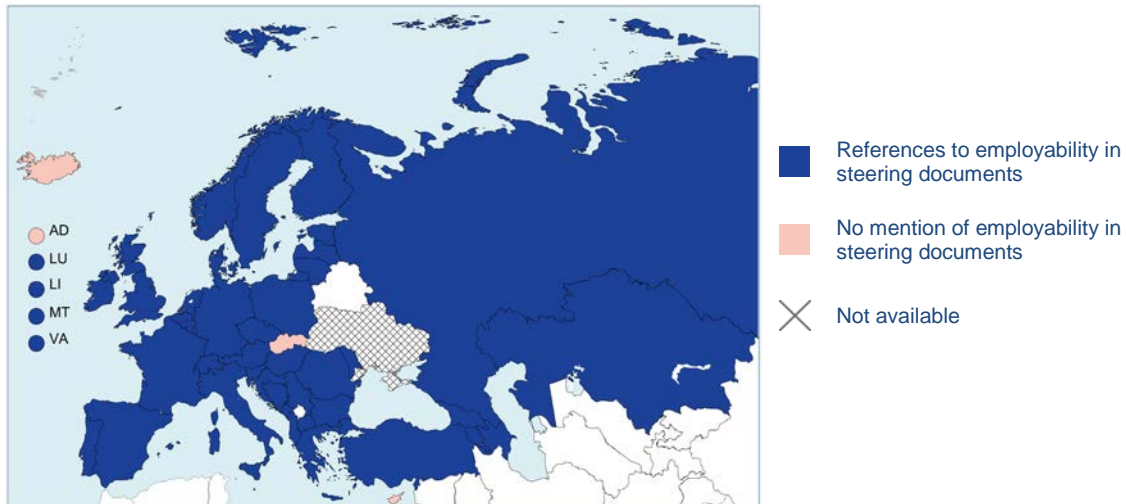 AD
LU
LI
MT
VA
References to employability in
steering documents
No mention of employability in
steering documents
Not available